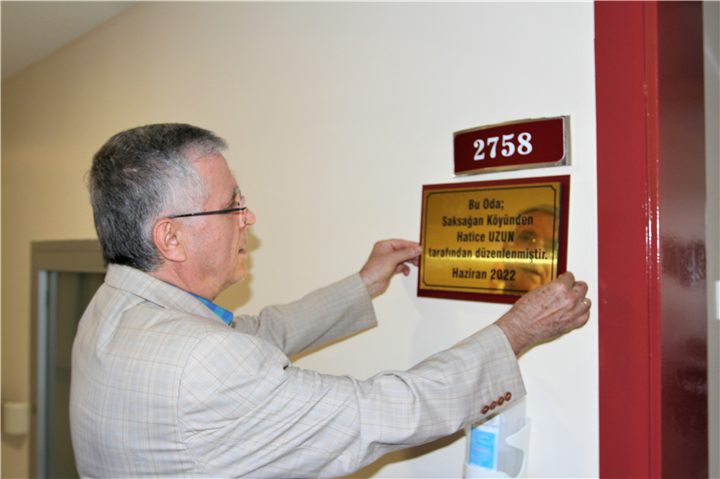 2758
Bu Oda;
Saksağan Köyünden
Hatice UZUN
tarafından düzenlenmiştir.
Haziran 2022